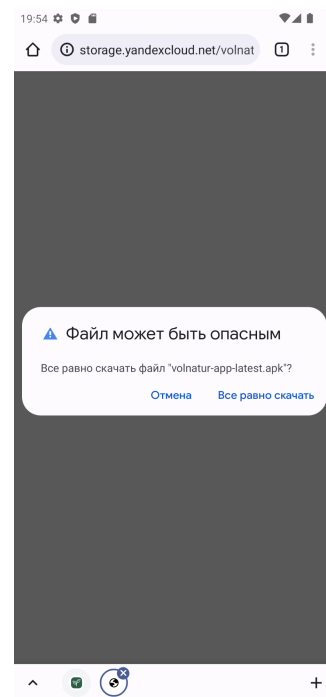 19:54
storage.yandexcloud.net/volnat
1
Файл может быть опасным
Все равно скачать файл "volnatur-app-latest.apk"?
Отмена Все равно скачать